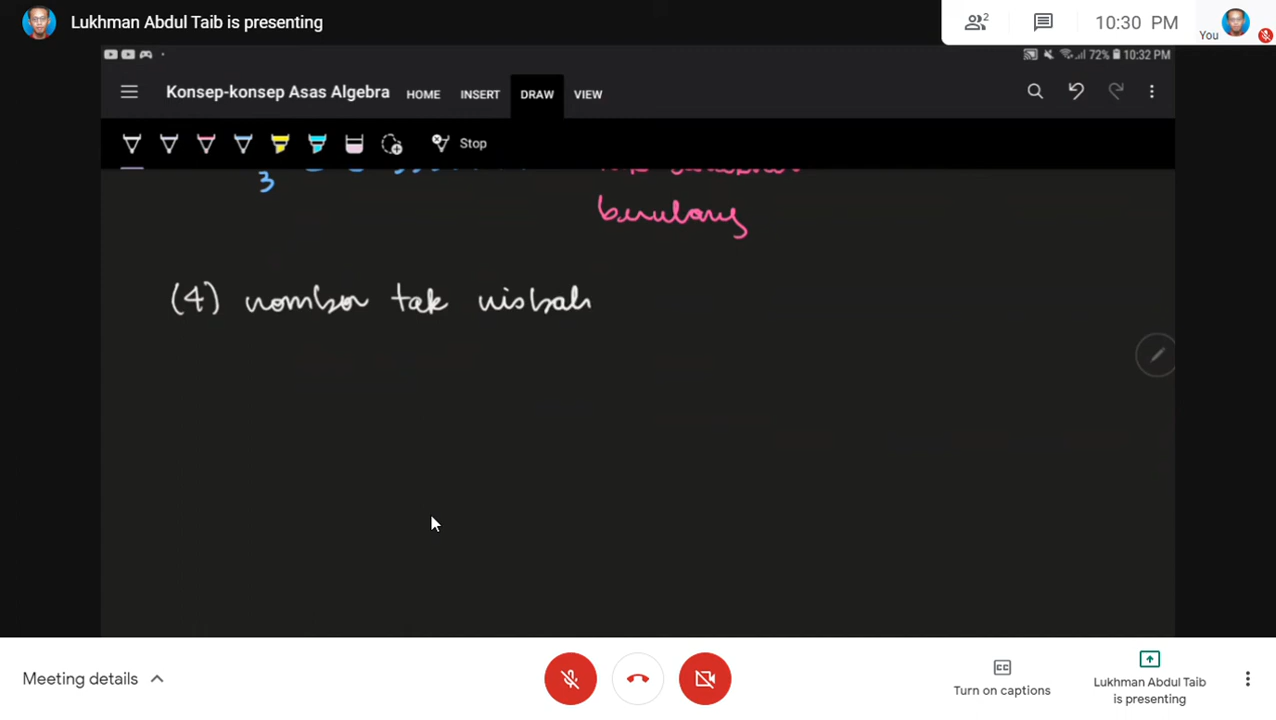 Lukhman Abdul Taib is presenting
2
10:30 PM
You
72% 10:32 PM
Konsep-konsep Asas Algebra HOME INSERT DRAW VIEW
Stop
3
berulang
(4) nombor tak nisbah
Meeting details
Turn on captions
Lukhman Abdul Taib
is presenting